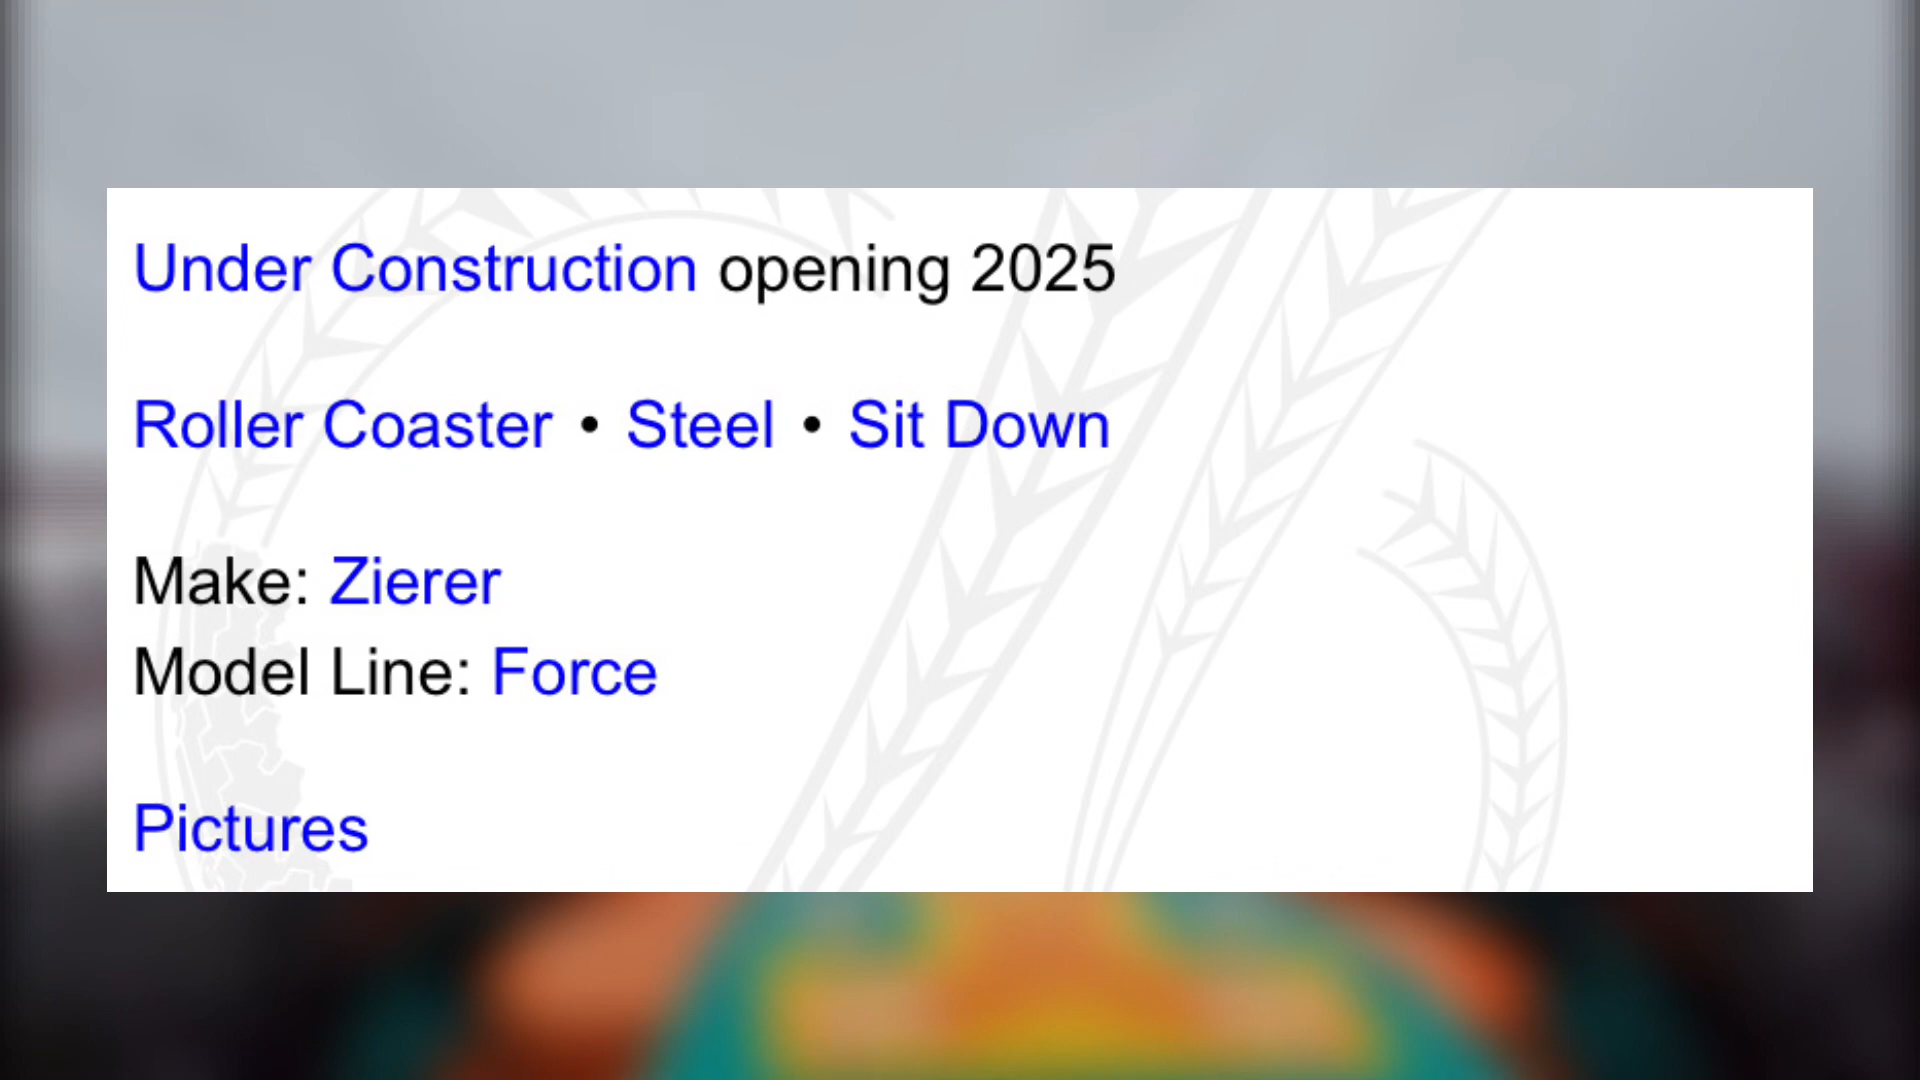 Under Construction opening 2025
Roller Coaster • Steel • Sit Down
Make: Zierer
Model Line: Force
Pictures